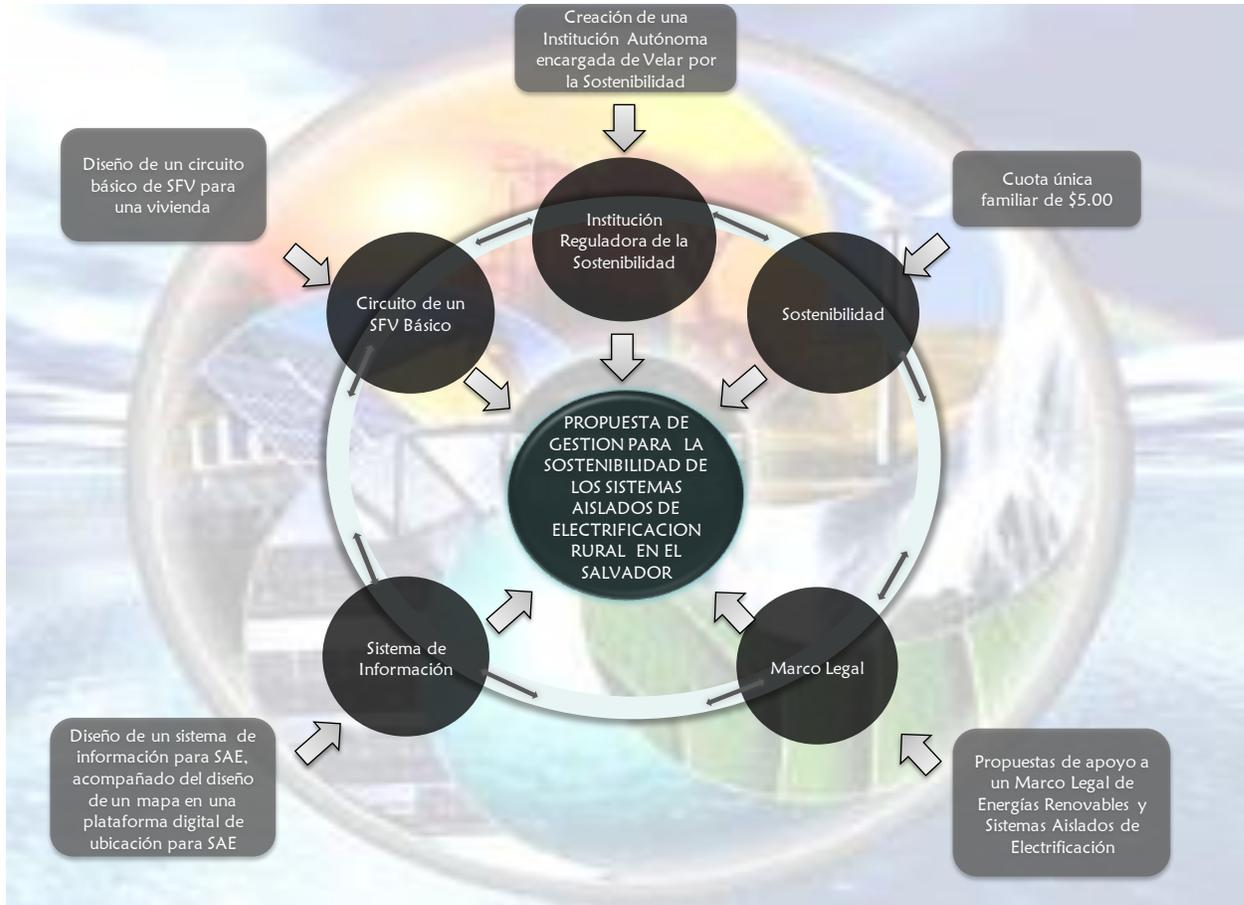 Creación de una
Institución Autónoma
encargada de Velar por
la Sostenibilidad
Diseño de un circuito
básico de SFV para
una vivienda
Cuota única
familiar de $5.00
Institución
Reguladora de la
Sostenibilidad
Circuito de un
SFV Básico
Sostenibilidad
PROPUESTA DE
GESTION PARA LA
SOSTENIBILIDAD DE
LOS SISTEMAS
AISLADOS DE
ELECTRIFICACION
RURAL EN EL
SALVADOR
Sistema de
Información
Marco Legal
Diseño de un sistema de
información para SAE,
acompañado del diseño
de un mapa en una
plataforma digital de
ubicación para SAE
Propuestas de apoyo a
un Marco Legal de
Energías Renovables y
Sistemas Aislados de
Electrificación